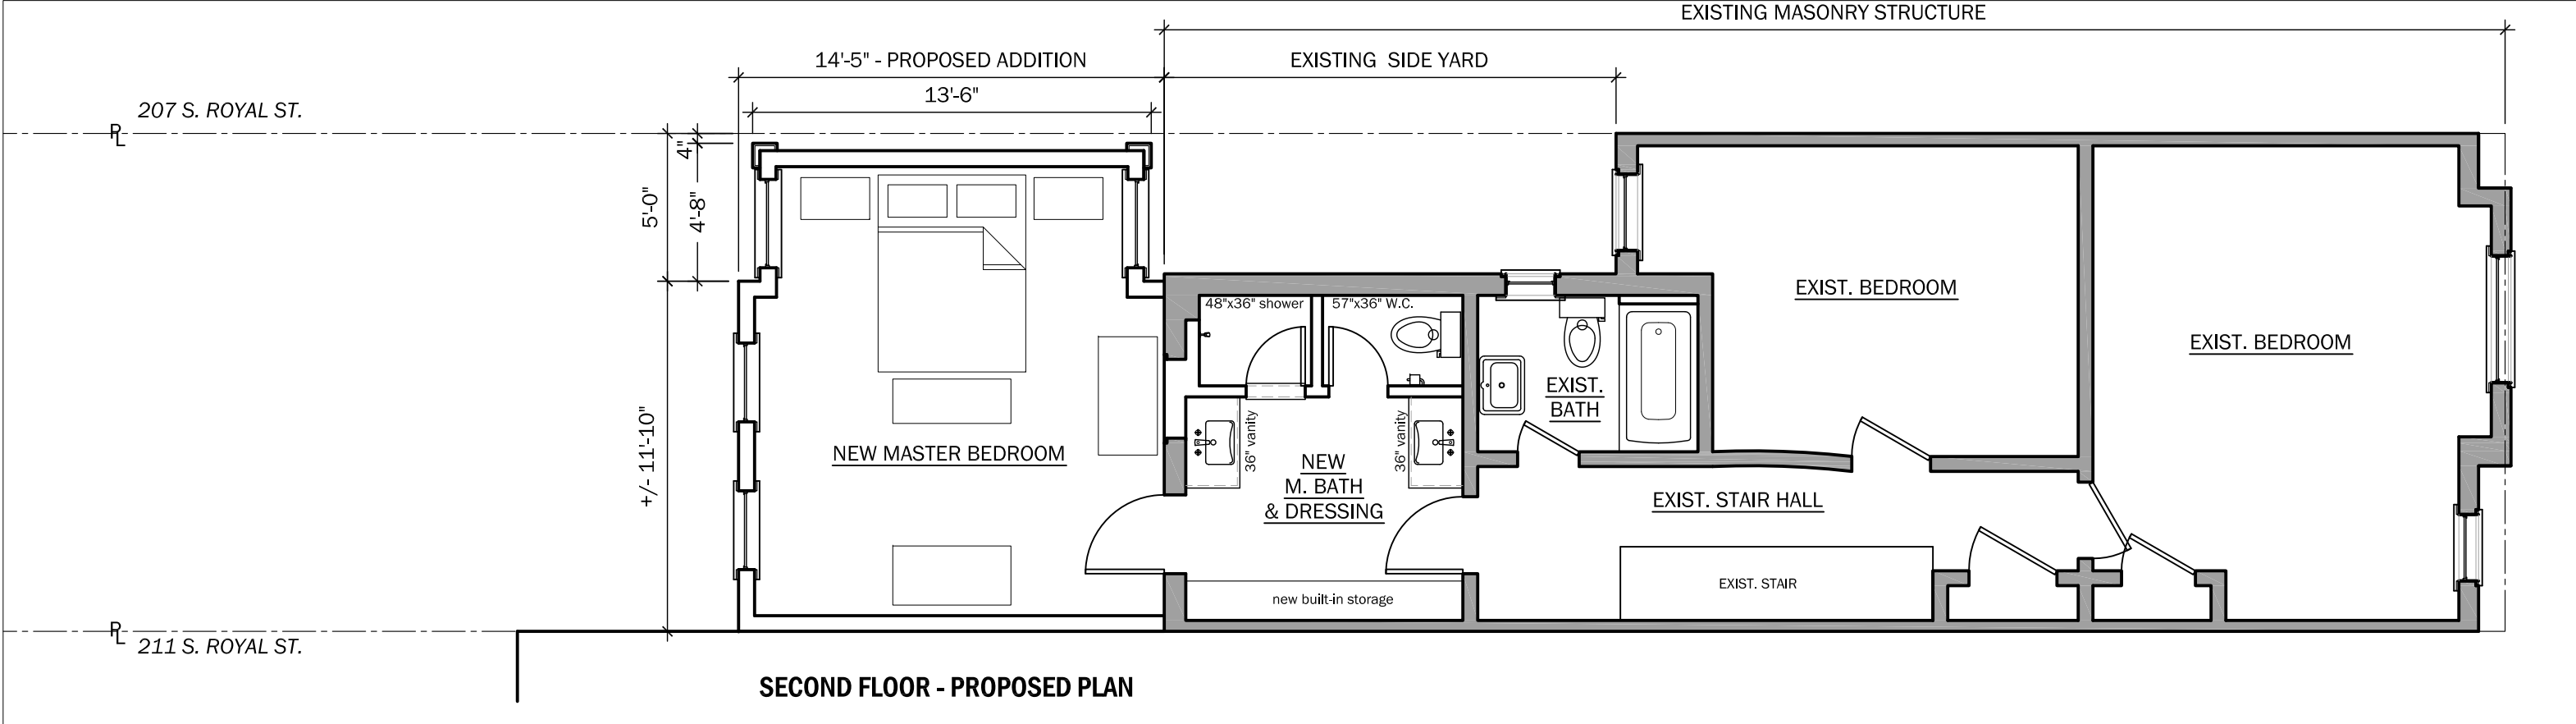 EXISTING MASONRY STRUCTURE
14'-5" - PROPOSED ADDITION
EXISTING SIDE YARD
13'-6"
207 S. ROYAL ST.
PL
4"
5'-0"
4'-8"
48"x36" shower
57"x36" W.C.
EXIST. BEDROOM
EXIST. BEDROOM
EXIST.
BATH
+/- 11'-10"
36" vanity
36" vanity
NEW MASTER BEDROOM
NEW
M. BATH
& DRESSING
EXIST. STAIR HALL
EXIST. STAIR
new built-in storage
PL
211 S. ROYAL ST.
SECOND FLOOR - PROPOSED PLAN